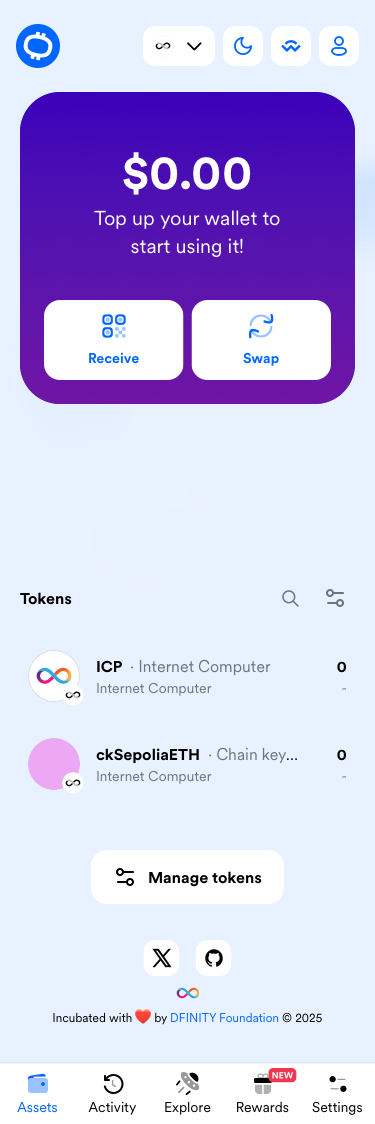 $0.00
Top up your wallet to
start using it!
Receive
Swap
Tokens
ICP · Internet Computer 0
Internet Computer -
ckSepoliaETH · Chain key... 0
Internet Computer -
Manage tokens
Incubated with ❤️ by DFINITY Foundation © 2025
NEW
Assets Activity Explore Rewards Settings